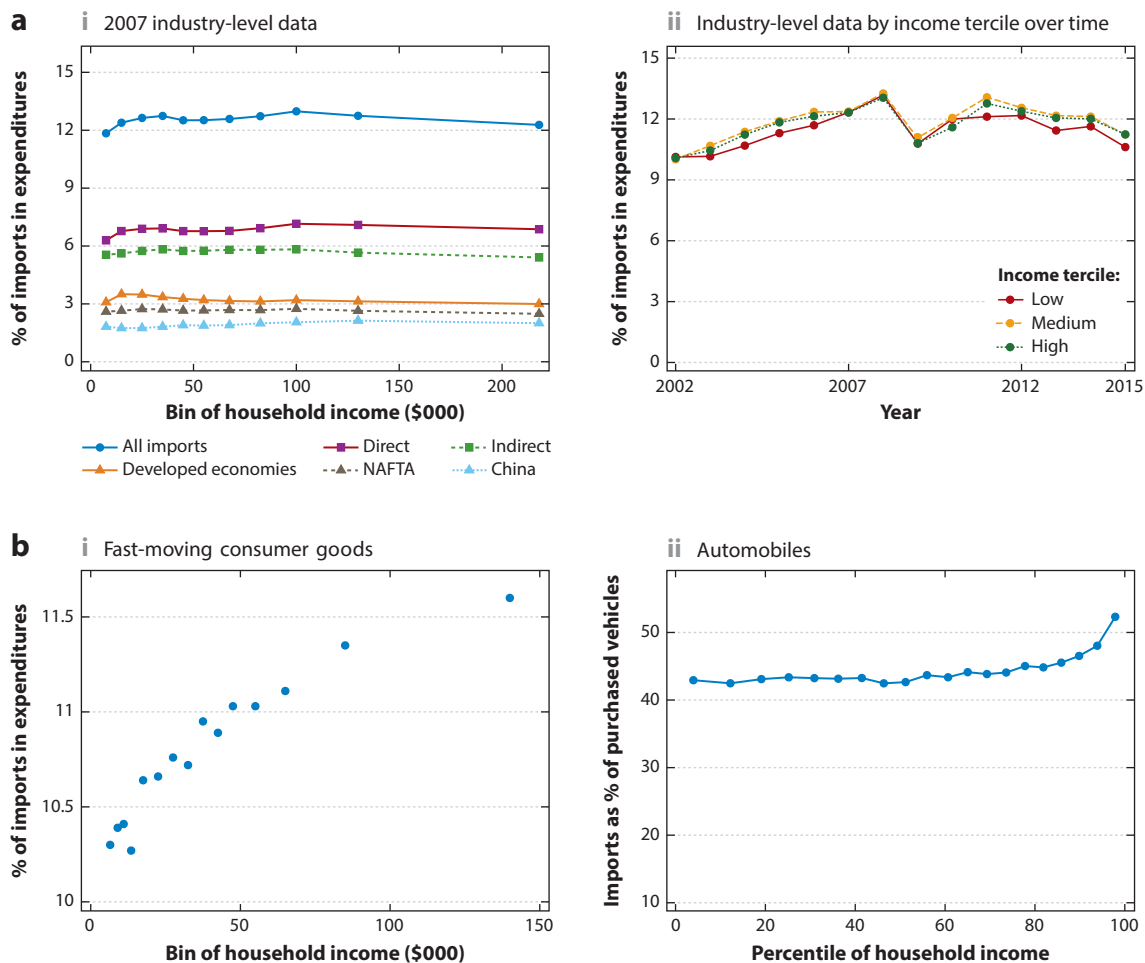 a
i 2007 industry-level data
% of imports in expenditures
15
12
9
6
3
0
0 50 100 150 200
Bin of household income ($000)
All imports Direct Indirect
Developed economies NAFTA China
ii Industry-level data by income tercile over time
% of imports in expenditures
15
12
9
6
3
0
Income tercile:
Low
Medium
High
2002 2007 2012 2015
Year
b
i Fast-moving consumer goods
% of imports in expenditures
11.5
11
10.5
10
0 50 100 150
Bin of household income ($000)
ii Automobiles
Imports as % of purchased vehicles
50
40
30
20
10
0 20 40 60 80 100
Percentile of household income